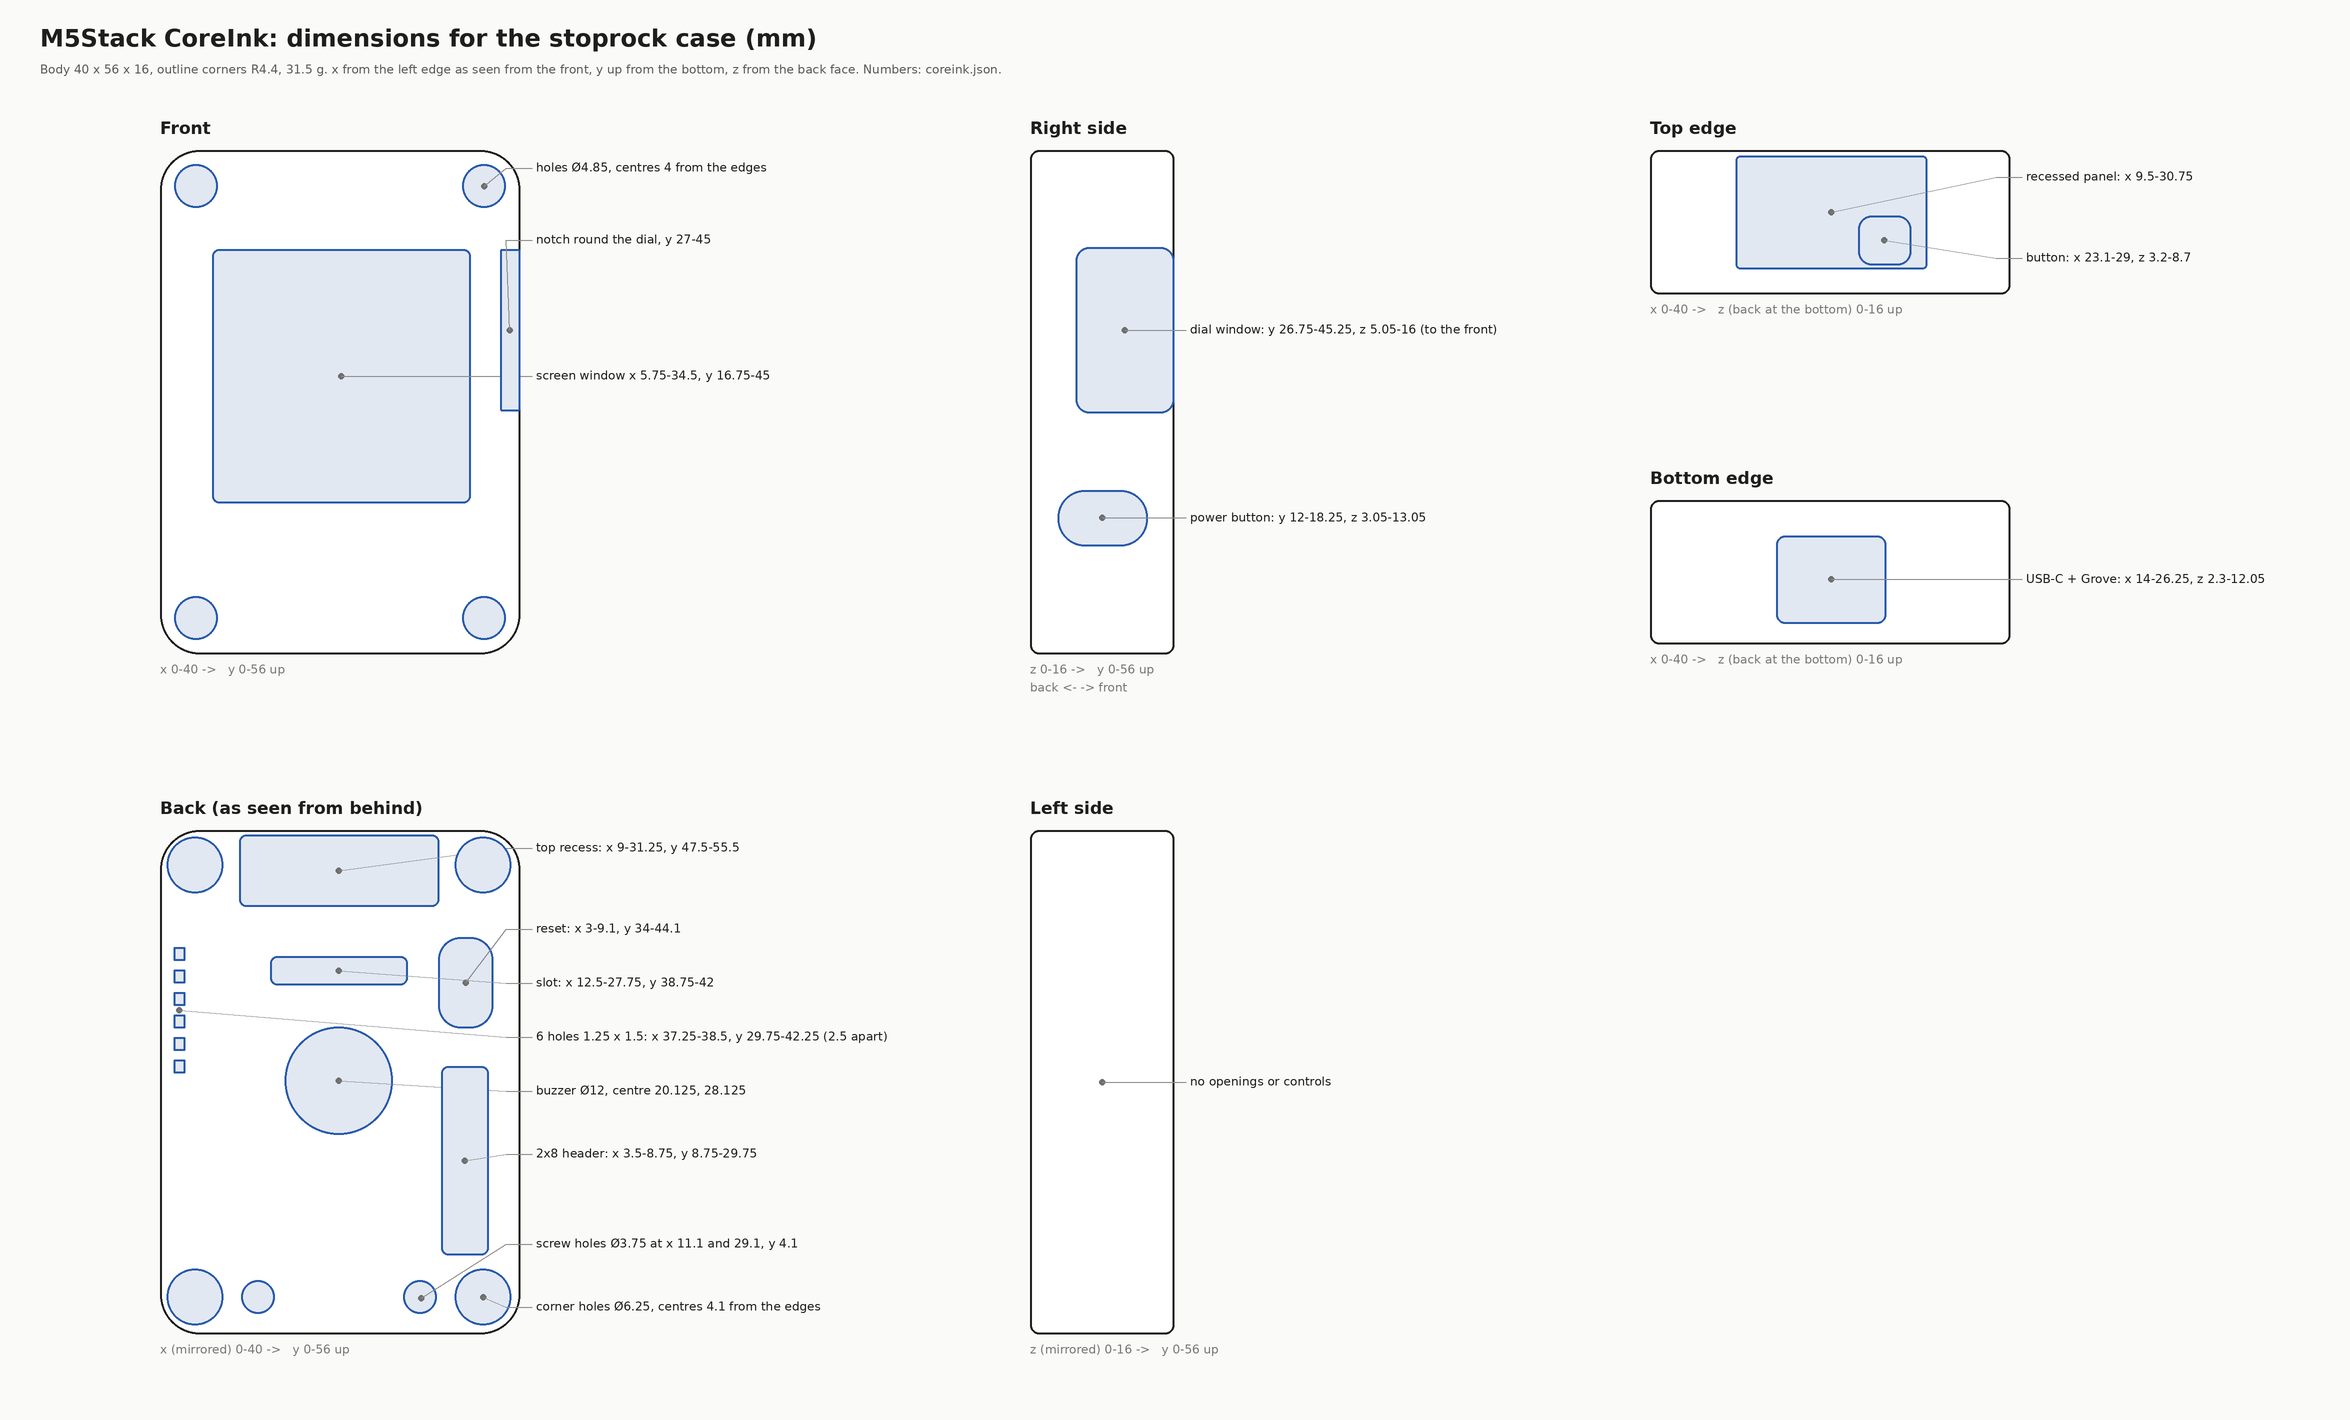 M5Stack CoreInk: dimensions for the stoprock case (mm)
Body 40 x 56 x 16, outline corners R4.4, 31.5 g. x from the left edge as seen from the front, y up from the bottom, z from the back face. Numbers: coreink.json.
Front
holes Ø4.85, centres 4 from the edges
notch round the dial, y 27-45
screen window x 5.75-34.5, y 16.75-45
x 0-40 -> y 0-56 up
Right side
dial window: y 26.75-45.25, z 5.05-16 (to the front)
power button: y 12-18.25, z 3.05-13.05
z 0-16 -> y 0-56 up
back <- -> front
Top edge
recessed panel: x 9.5-30.75
button: x 23.1-29, z 3.2-8.7
x 0-40 -> z (back at the bottom) 0-16 up
Bottom edge
USB-C + Grove: x 14-26.25, z 2.3-12.05
x 0-40 -> z (back at the bottom) 0-16 up
Back (as seen from behind)
top recess: x 9-31.25, y 47.5-55.5
reset: x 3-9.1, y 34-44.1
slot: x 12.5-27.75, y 38.75-42
6 holes 1.25 x 1.5: x 37.25-38.5, y 29.75-42.25 (2.5 apart)
buzzer Ø12, centre 20.125, 28.125
2x8 header: x 3.5-8.75, y 8.75-29.75
screw holes Ø3.75 at x 11.1 and 29.1, y 4.1
corner holes Ø6.25, centres 4.1 from the edges
x (mirrored) 0-40 -> y 0-56 up
Left side
no openings or controls
z (mirrored) 0-16 -> y 0-56 up